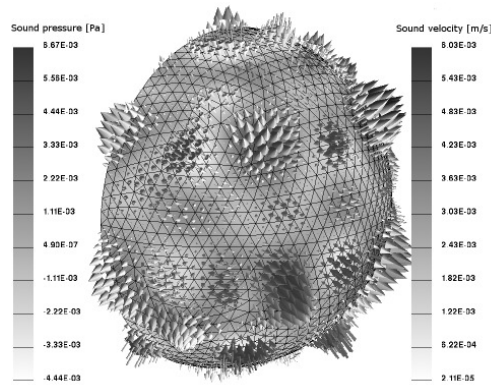 Sound pressure [Pa]
6.67E-03
5.56E-03
4.44E-03
3.33E-03
2.22E-03
1.11E-03
4.90E-07
-1.11E-03
-2.22E-03
-3.33E-03
-4.44E-03
Sound velocity [m/s]
6.03E-03
5.43E-03
4.83E-03
4.23E-03
3.63E-03
3.03E-03
2.43E-03
1.82E-03
1.22E-03
6.22E-04
2.11E-05